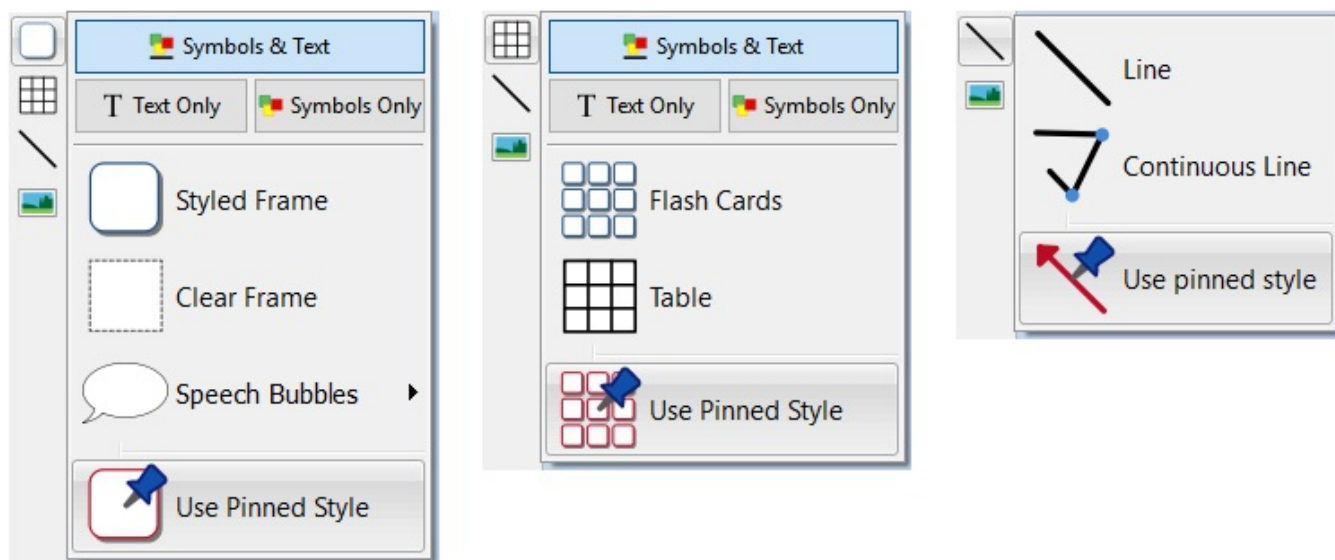 Symbols & Text
T Text Only
Symbols Only
Styled Frame
Clear Frame
Speech Bubbles
Use Pinned Style
Symbols & Text
T Text Only
Symbols Only
Flash Cards
Table
Use Pinned Style
Line
Continuous Line
Use pinned style